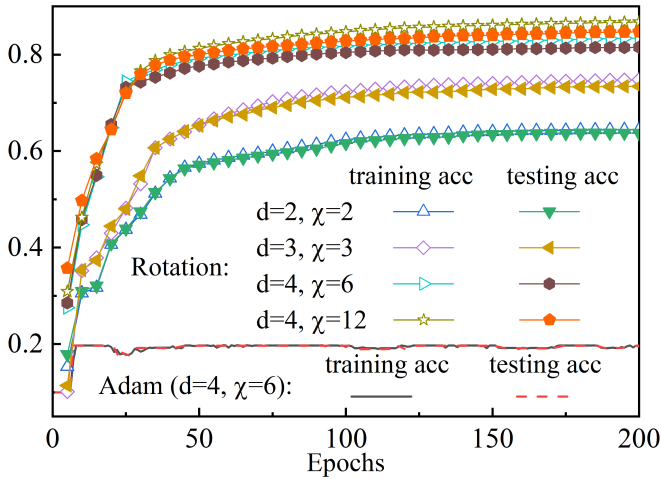 0.8
0.6
0.4
0.2
training acc testing acc
d=2, χ=2
d=3, χ=3
Rotation:
d=4, χ=6
d=4, χ=12
training acc testing acc
Adam (d=4, χ=6):
0 50 100 150 200
Epochs